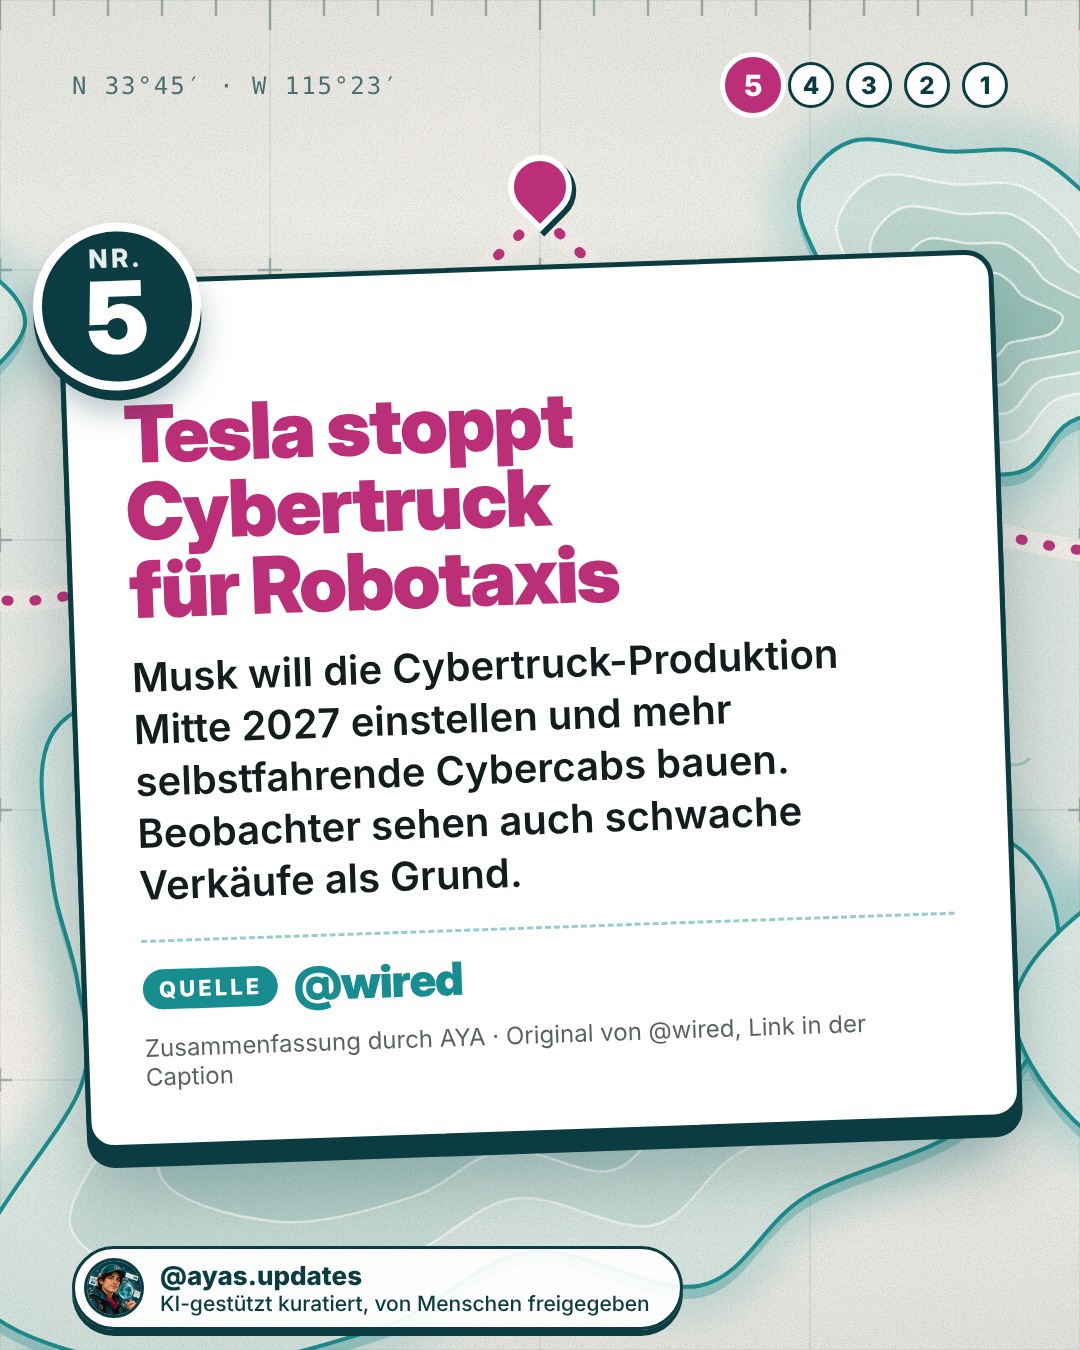 N 33°45′ · W 115°23′
5 4 3 2 1
NR.
5
Tesla stoppt
Cybertruck
für Robotaxis
Musk will die Cybertruck-Produktion
Mitte 2027 einstellen und mehr
selbstfahrende Cybercabs bauen.
Beobachter sehen auch schwache
Verkäufe als Grund.
QUELLE @wired
Zusammenfassung durch AYA · Original von @wired, Link in der
Caption
@ayas.updates
KI-gestützt kuratiert, von Menschen freigegeben